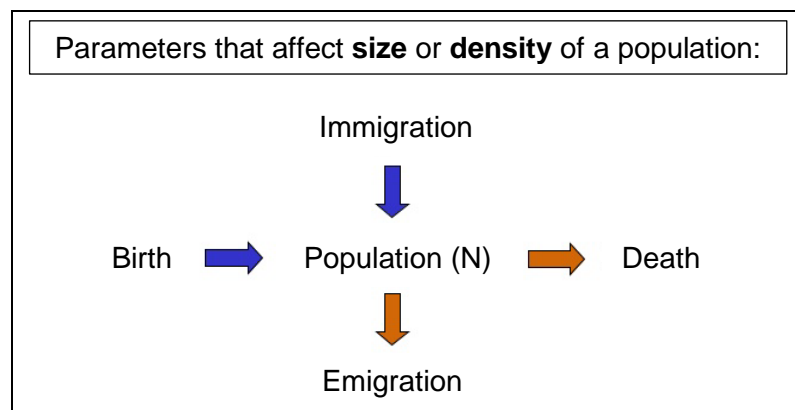 Parameters that affect size or density of a population:
Immigration
Birth Population (N) Death
Emigration